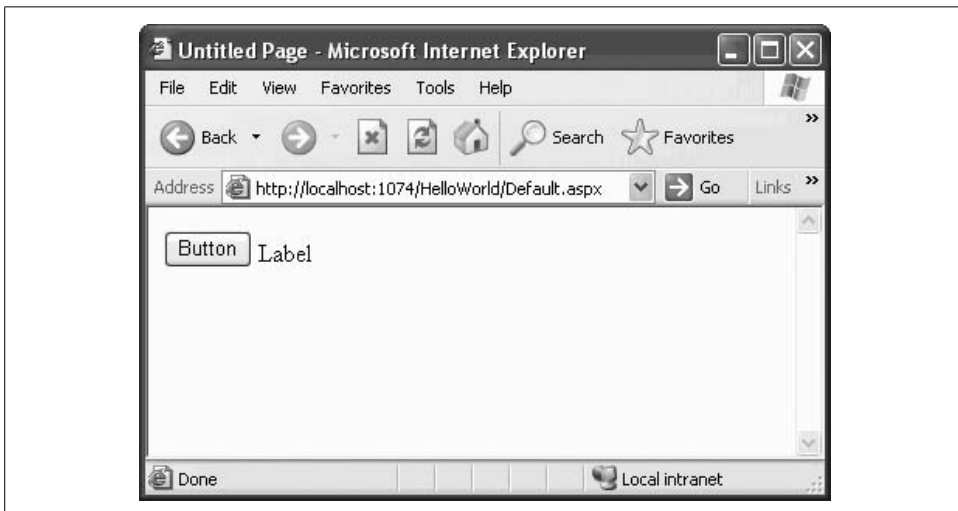 Untitled Page - Microsoft Internet Explorer
File Edit View Favorites Tools Help
Back Search Favorites »
Address http://localhost:1074/HelloWorld/Default.aspx Go Links »
Button Label
Done Local intranet